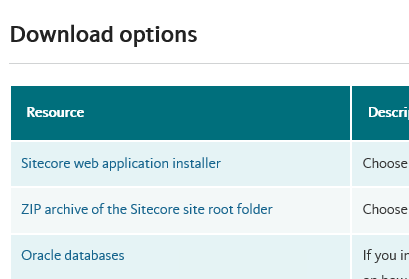 Download options
Resource
Sitecore web application installer Choose
ZIP archive of the Sitecore site root folder Choose
Oracle databases If you